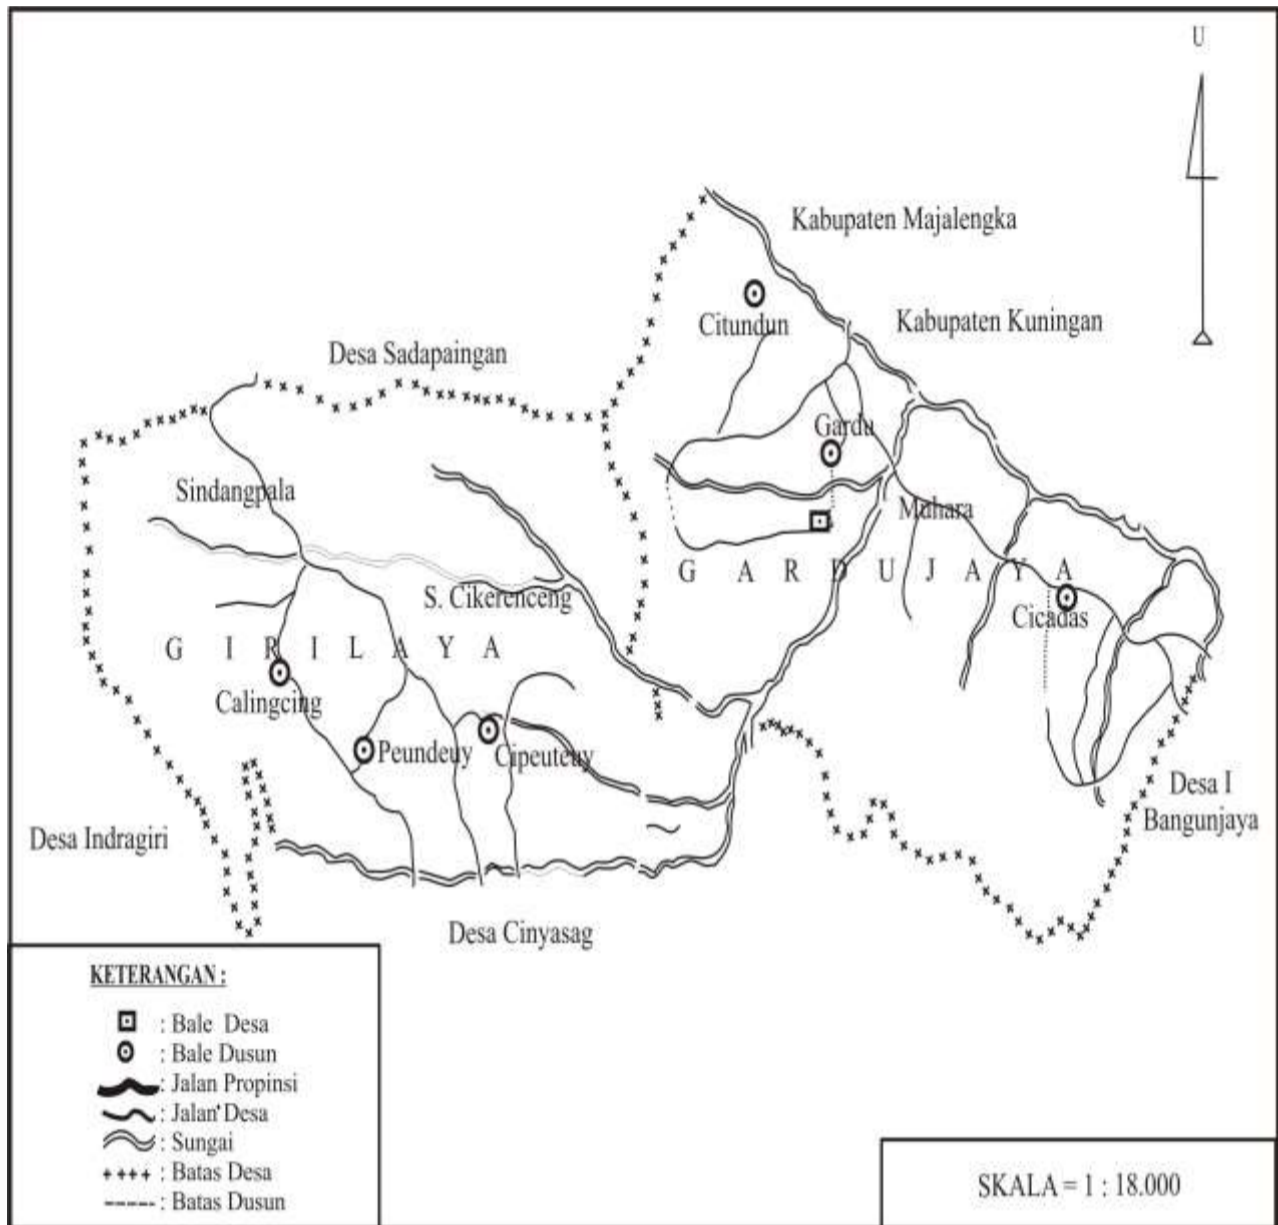 U
Kabupaten Majalengka
Citundun
Kabupaten Kuningan
Desa Sadapaingan
Gardu
Sindangpala
Muhara
G A R D U J A Y A
S. Cikerenceng
Cicadas
G I R I L A Y A
Calingcing
Peundeuy
Cipeuteuy
Desa I
Bangunjaya
Desa Indragiri
Desa Cinyasag
KETERANGAN :
: Bale Desa
: Bale Dusun
: Jalan Propinsi
: Jalan Desa
: Sungai
: Batas Desa
: Batas Dusun
SKALA = 1 : 18.000